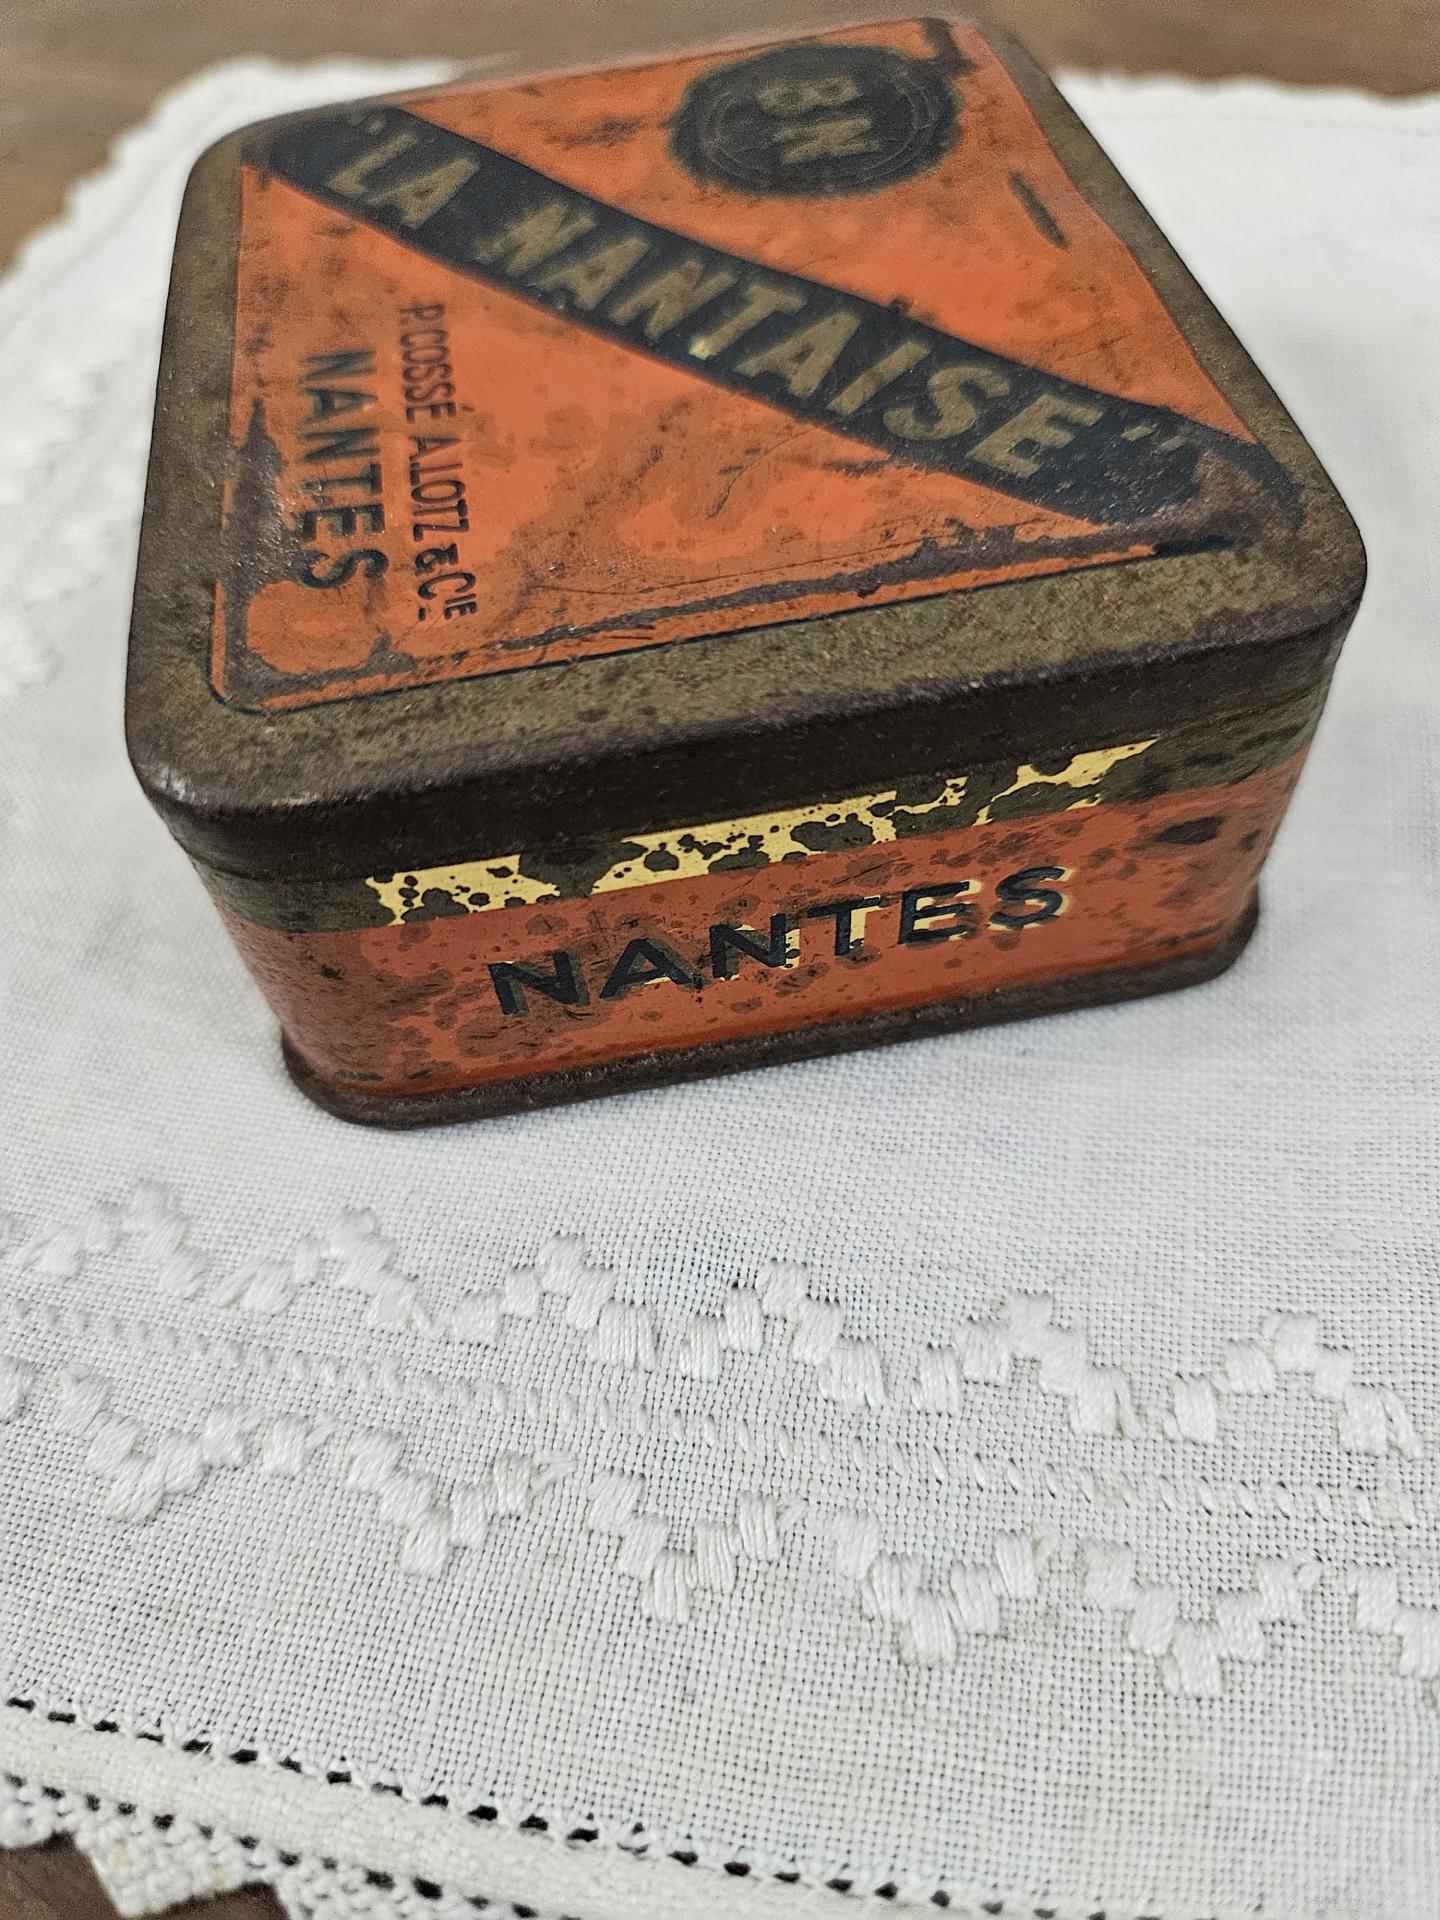 BN
"LA NANTAISE"
P. COSSÉ A. LOTZ & CIE
NANTES
NANTES